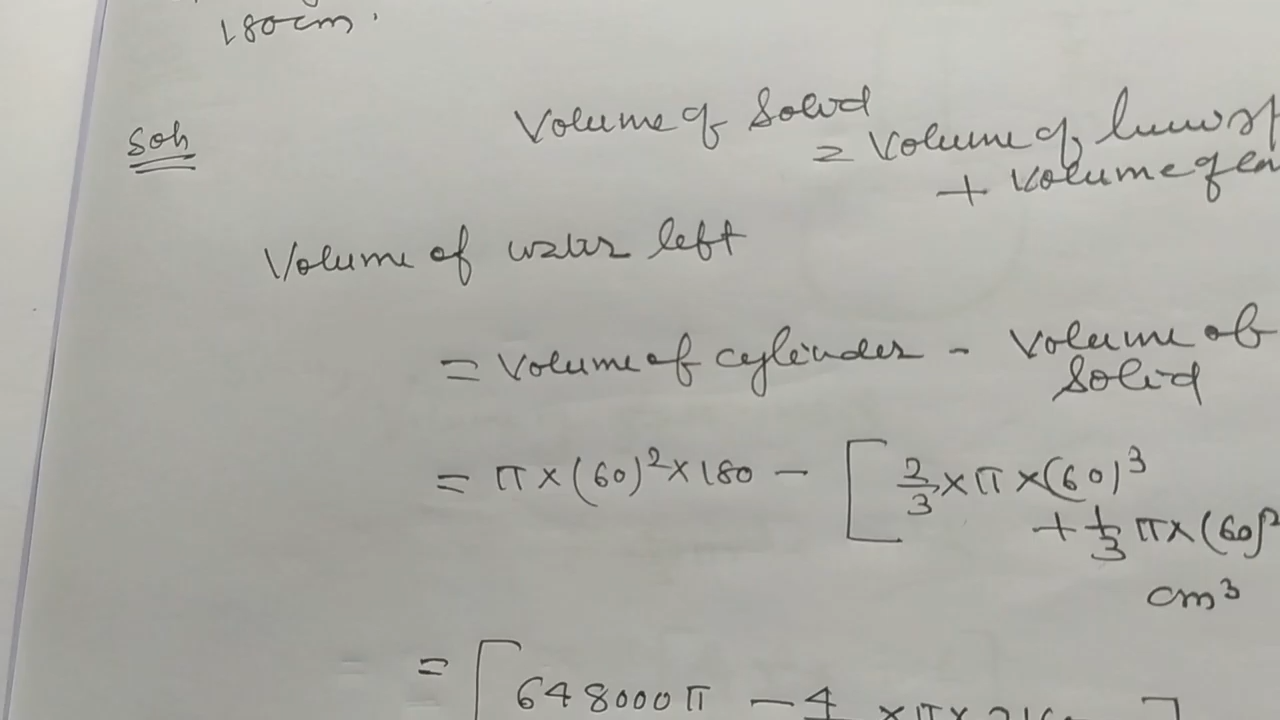 180cm.
Soln
Volume of Solid
= Volume of
+ Volume of
Volume of water left
= Volume of cylinder - Volume of
Solid
= π×(60)²×180 - [ 2/3 ×π×(60)³
+ 1/3 π×(60)²
cm³
= [ 648000π - 4